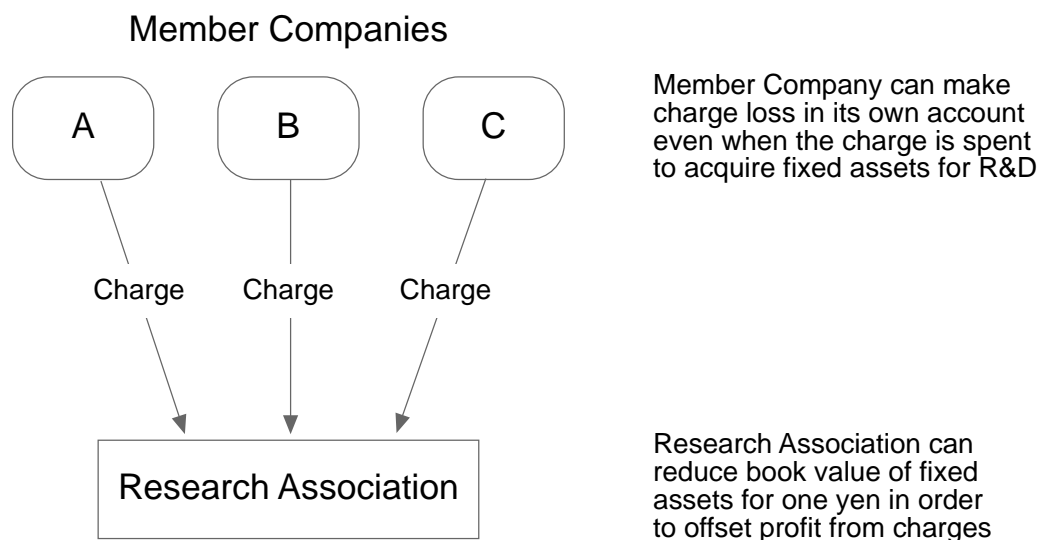 Member Companies
A
B
C
Member Company can make
charge loss in its own account
even when the charge is spent
to acquire fixed assets for R&D
Charge
Charge
Charge
Research Association
Research Association can
reduce book value of fixed
assets for one yen in order
to offset profit from charges